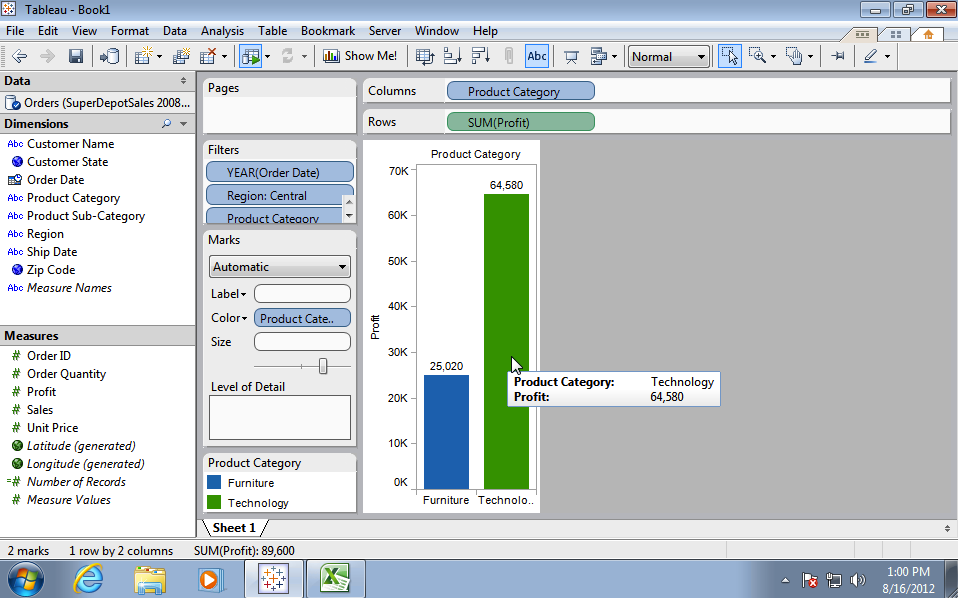 Tableau - Book1
File Edit View Format Data Analysis Table Bookmark Server Window Help
Show Me! Abc Normal
Data
Orders (SuperDepotSales 2008...
Dimensions
Abc Customer Name
Customer State
Order Date
Abc Product Category
Abc Product Sub-Category
Abc Region
Abc Ship Date
Zip Code
Abc Measure Names
Measures
# Order ID
# Order Quantity
# Profit
# Sales
# Unit Price
Latitude (generated)
Longitude (generated)
=# Number of Records
# Measure Values
Pages
Filters
YEAR(Order Date)
Region: Central
Product Category
Marks
Automatic
Label
Color Product Cate..
Size
Level of Detail
Product Category
Furniture
Technology
Columns Product Category
Rows SUM(Profit)
Product Category
70K
60K
50K
40K
30K
20K
10K
0K
Profit
64,580
25,020
Product Category: Technology
Profit: 64,580
Furniture Technolo..
Sheet 1
2 marks 1 row by 2 columns SUM(Profit): 89,600
1:00 PM
8/16/2012